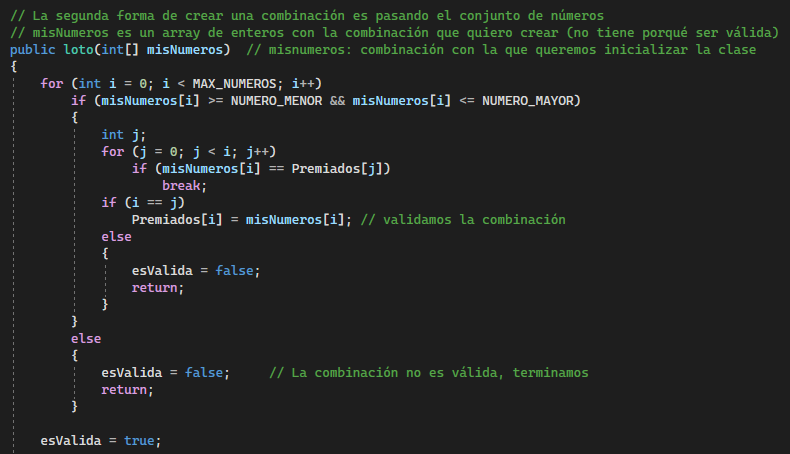 // La segunda forma de crear una combinación es pasando el conjunto de números
// misNumeros es un array de enteros con la combinación que quiero crear (no tiene porqué ser válida)
public loto(int[] misNumeros)  // misnumeros: combinación con la que queremos inicializar la clase
{
    for (int i = 0; i < MAX_NUMEROS; i++)
        if (misNumeros[i] >= NUMERO_MENOR && misNumeros[i] <= NUMERO_MAYOR)
        {
            int j;
            for (j = 0; j < i; j++)
                if (misNumeros[i] == Premiados[j])
                    break;
            if (i == j)
                Premiados[i] = misNumeros[i]; // validamos la combinación
            else
            {
                esValida = false;
                return;
            }
        }
        else
        {
            esValida = false;     // La combinación no es válida, terminamos
            return;
        }

    esValida = true;